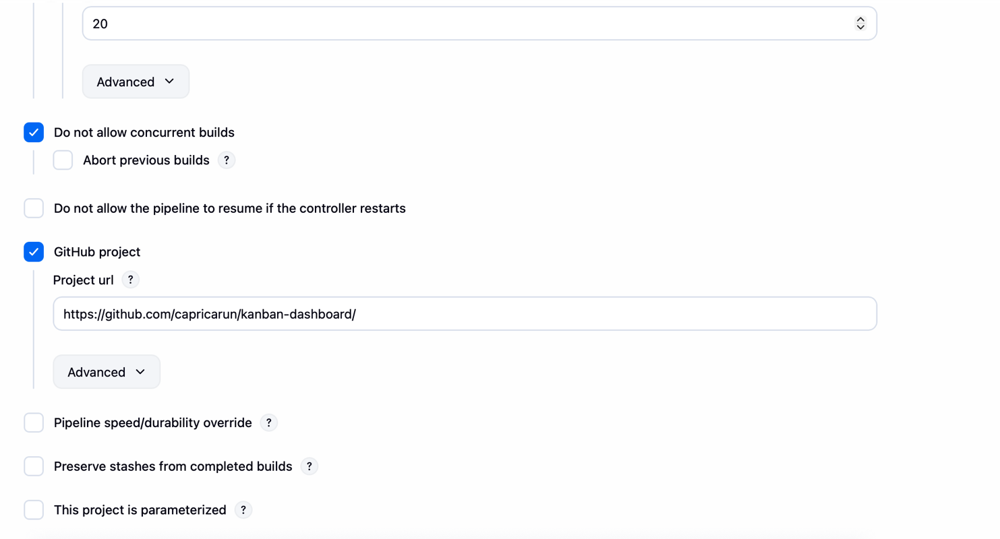 20
Advanced
Do not allow concurrent builds
Abort previous builds ?
Do not allow the pipeline to resume if the controller restarts
GitHub project
Project url ?
https://github.com/capricarun/kanban-dashboard/
Advanced
Pipeline speed/durability override ?
Preserve stashes from completed builds ?
This project is parameterized ?